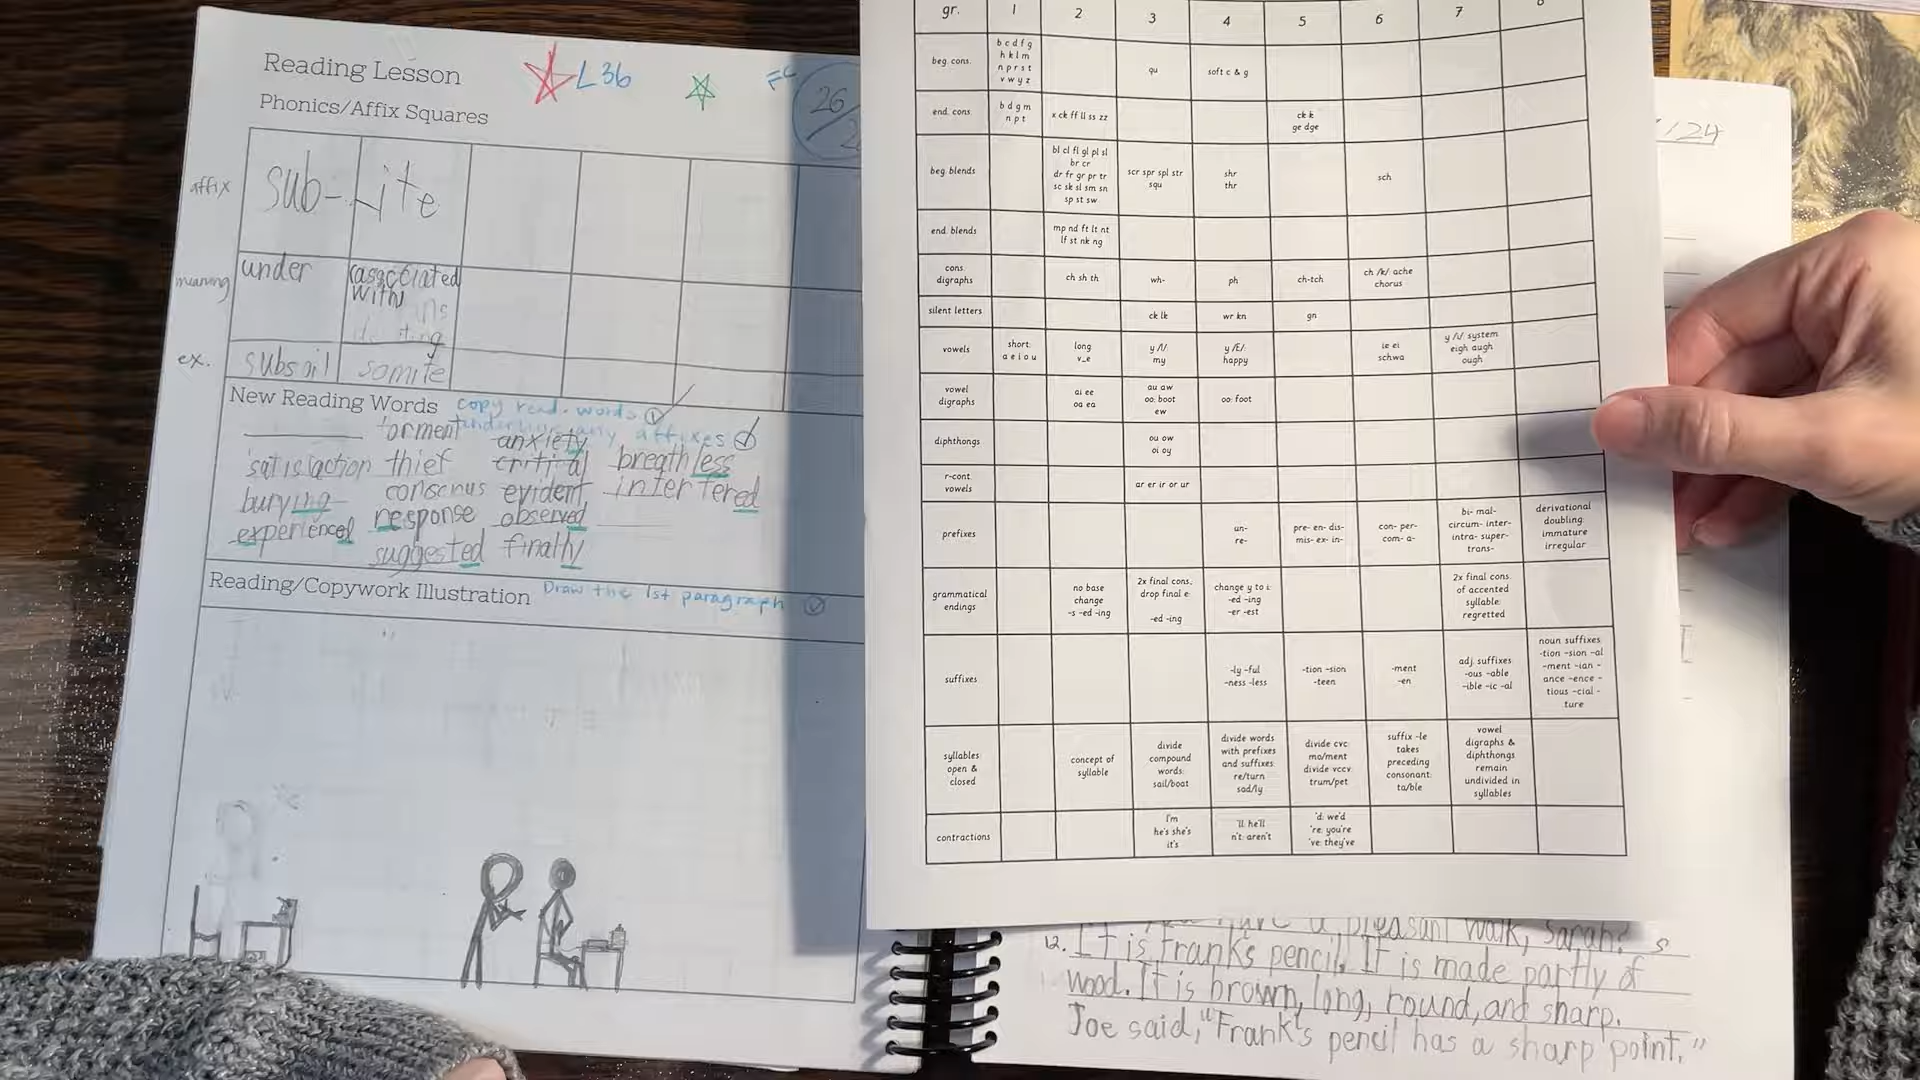 Reading Lesson
L36
Phonics/Affix Squares
26
affix
sub- -ite
meaning
under
(associated
with)
ex.
subsoil somite
New Reading Words copy read. words
underline any affixes
torment anxiety
satisfaction thief critical breathless
burying conscnus evident, interfered
experienced response observed
suggested finally
Reading/Copywork Illustration Draw the 1st paragraph
gr. 1 2 3 4 5 6 7 8
beg. cons.
b c d f g
h k l m
n p r s t
v w y z
qu
soft c & g
end. cons.
b d g m
n p t
x ck ff ll ss zz
ck k
ge dge
beg. blends
bl cl fl gl pl sl
br cr
dr fr gr pr tr
sc sk sl sm sn
sp st sw
scr spr spl str
squ
shr
thr
sch
end. blends
mp nd ft lt nt
lf st nk ng
cons.
digraphs
ch sh th
wh-
ph
ch-tch
ch /k/: ache
chorus
silent letters
ck lk
wr kn
gn
vowels
short:
a e i o u
long
v_e
y /I/:
my
y /E/:
happy
ie ei
schwa
y /i/: system
eigh augh
ough
vowel
digraphs
ai ee
oa ea
au aw
oo: boot
ew
oo: foot
diphthongs
ou ow
oi oy
r-cont.
vowels
ar er ir or ur
prefixes
un-
re-
pre- en- dis-
mis- ex- in-
con- per-
com- a-
bi- mal-
circum- inter-
intra- super-
trans-
derivational
doubling:
immature
irregular
grammatical
endings
no base
change
-s -ed -ing
2x final cons.
drop final e:
-ed -ing
change y to i:
-ed -ing
-er -est
2x final cons.
of accented
syllable:
regretted
suffixes
-ly -ful
-ness -less
-tion -sion
-teen
-ment
-en
adj. suffixes
-ous -able
-ible -ic -al
noun suffixes
-tion -sion -al
-ment -ian -
ance -ence -
tious -cial -
ture
syllables
open &
closed
concept of
syllable
divide
compound
words:
sail/boat
divide words
with prefixes
and suffixes
re/turn
sad/ly
divide cvc
mo/ment
divide vccv
trum/pet
suffix -le
takes
preceding
consonant:
ta/ble
vowel
digraphs &
diphthongs
remain
undivided in
syllables
contractions
I'm
he's she's
it's
'll: he'll
n't: aren't
'd: we'd
're: you're
've: they've
/24
a pleasant walk, Sarah? s
12. It is Frank's pencil. It is made partly of
wood. It is brown, long, round, and sharp.
Joe said, "Frank's pencil has a sharp point."